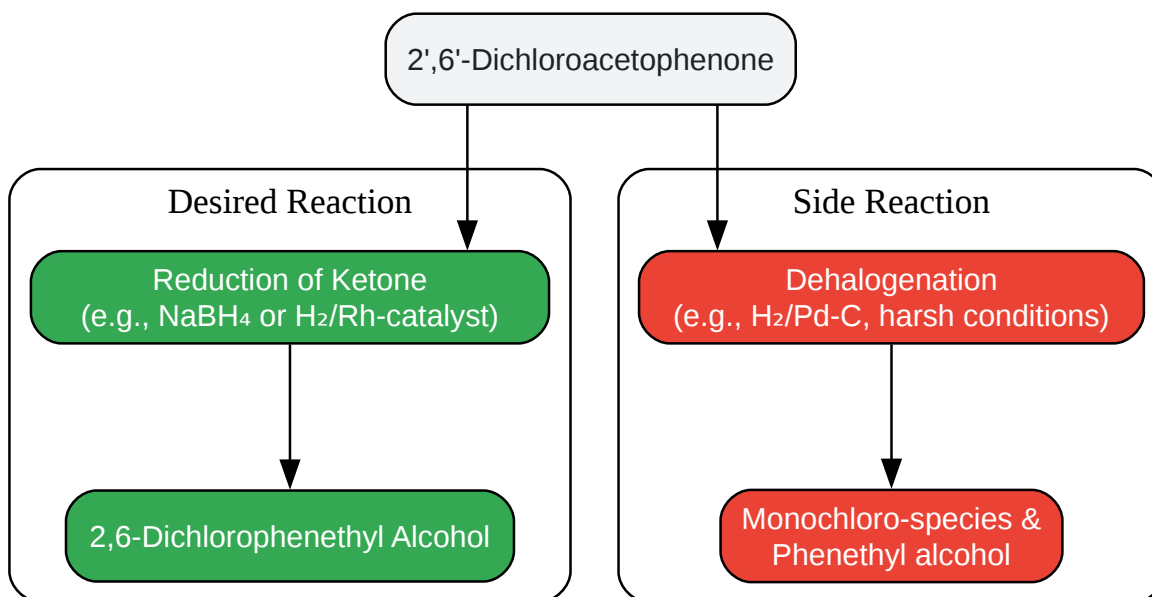 2',6'-Dichloroacetophenone
Desired Reaction
Reduction of Ketone
(e.g., NaBH₄ or H₂/Rh-catalyst)
2,6-Dichlorophenethyl Alcohol
Side Reaction
Dehalogenation
(e.g., H₂/Pd-C, harsh conditions)
Monochloro-species &
Phenethyl alcohol